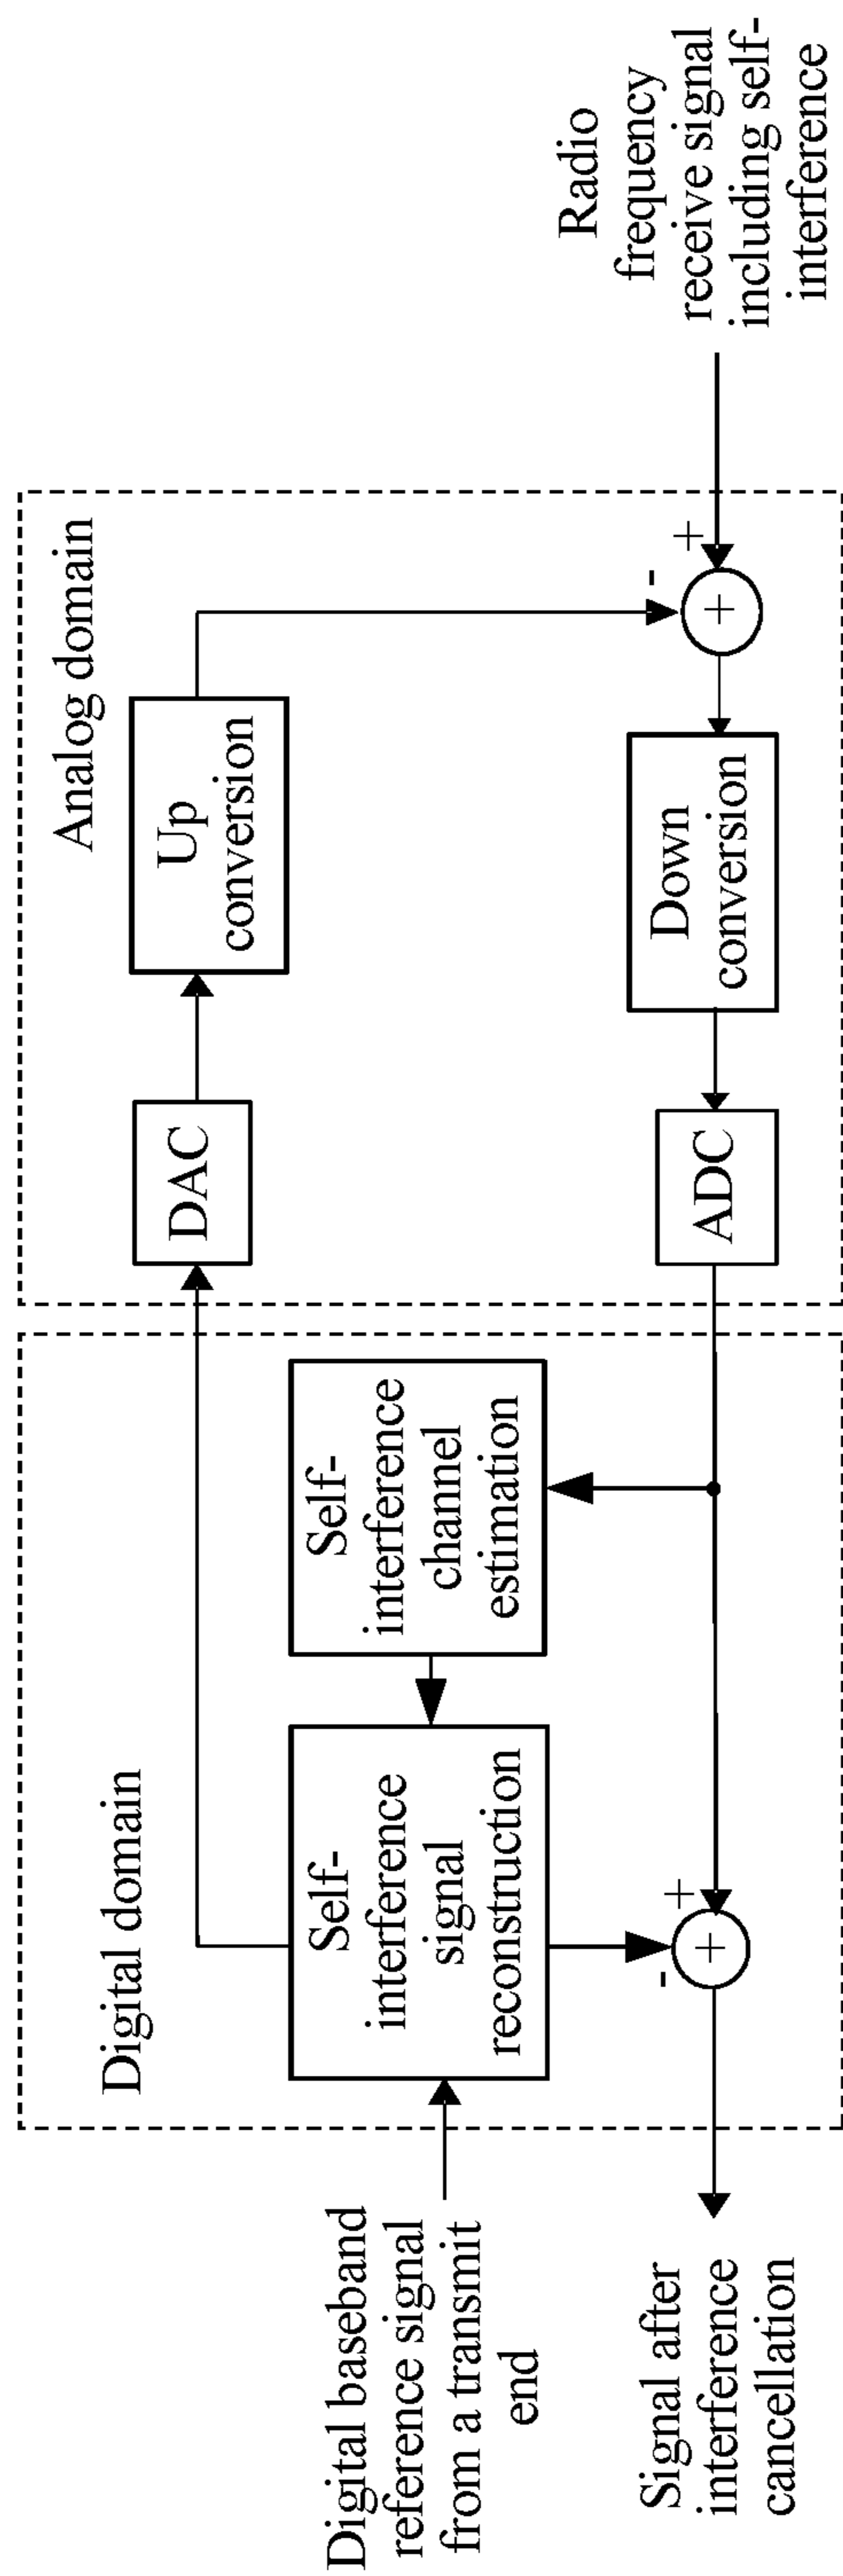 Digital domain
Analog domain
DAC
Up
conversion
Self-
interference
signal
reconstruction
Self-
interference
channel
estimation
Digital baseband
reference signal
from a transmit
end
Radio
frequency
receive signal
including self-
interference
-
+
+
-
+
+
ADC
Down
conversion
Signal after
interference
cancellation